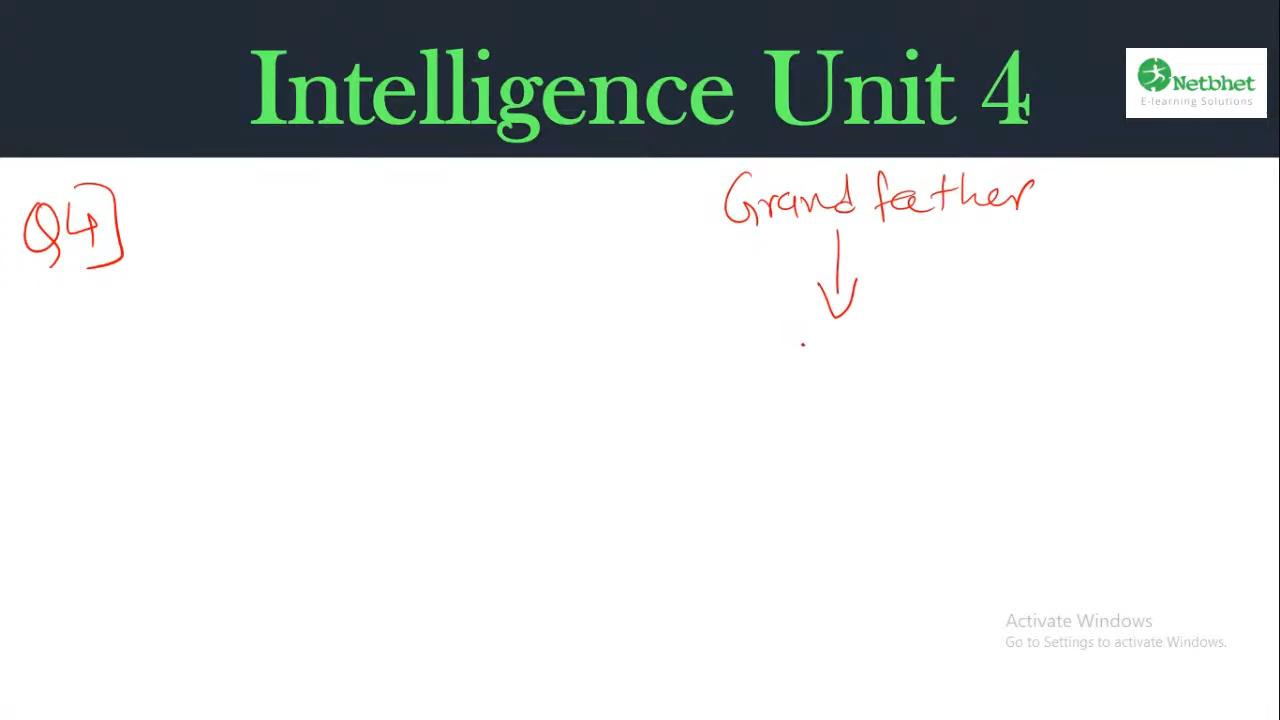 Intelligence Unit 4
Netbhet
E-learning Solutions
Q4]
Grand father
Activate Windows
Go to Settings to activate Windows.